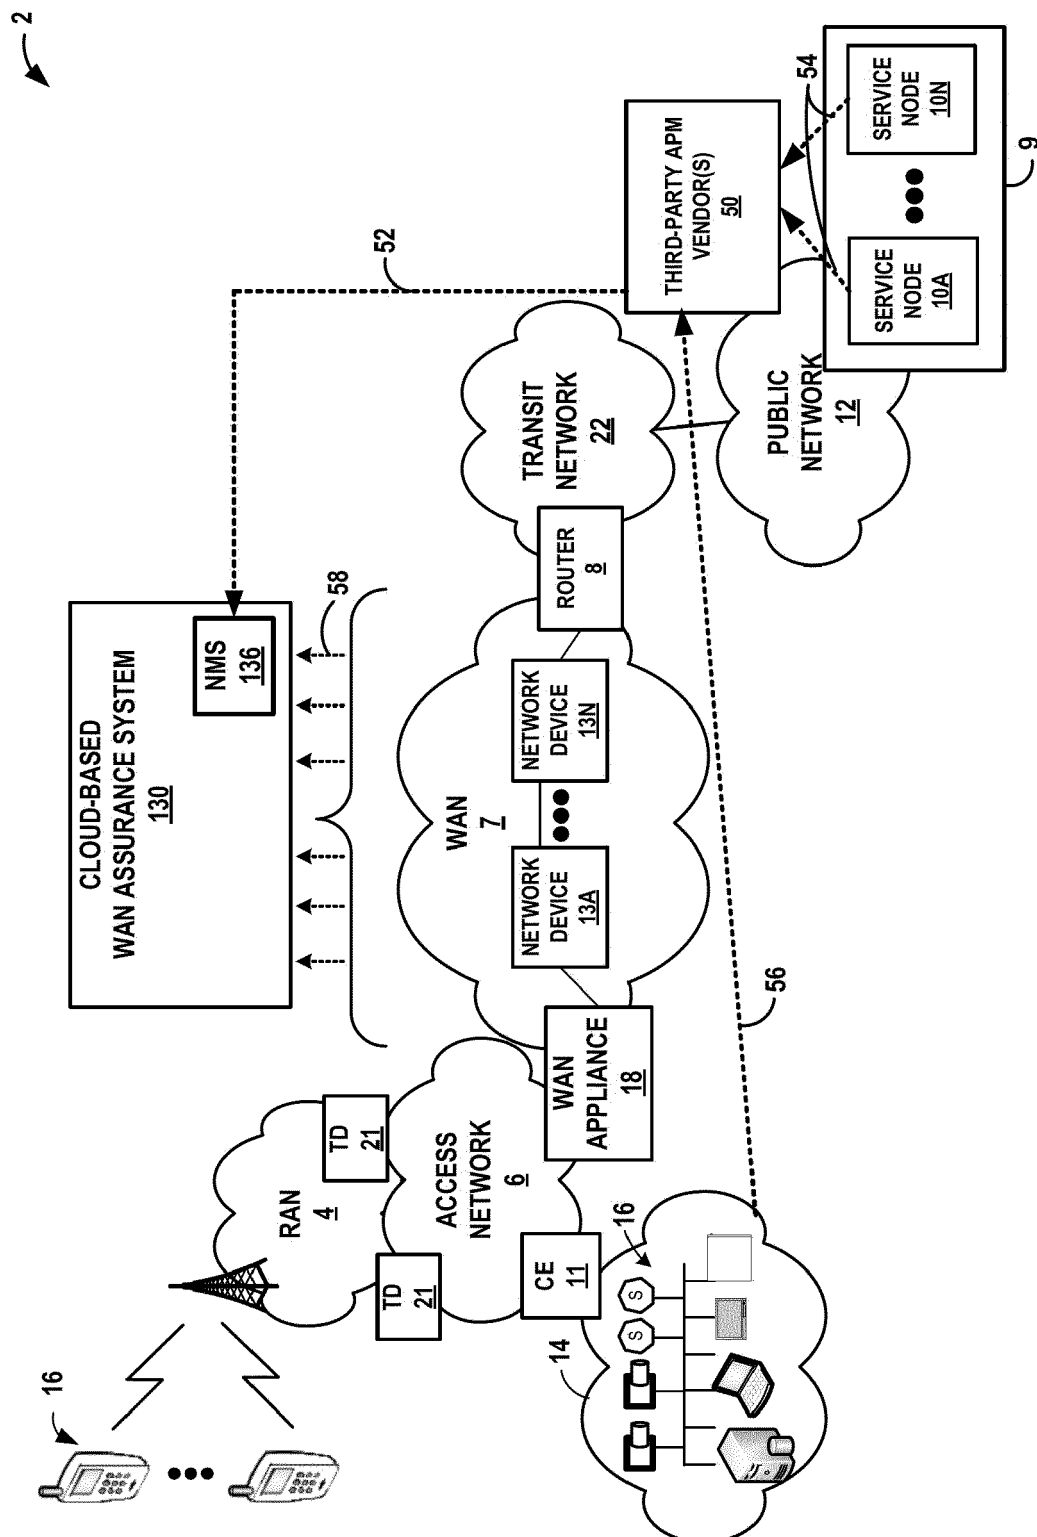 2
CLOUD-BASED
WAN ASSURANCE SYSTEM
130
NMS
136
52
58
16
RAN
4
TD
21
TD
21
ACCESS
NETWORK
6
CE
11
WAN
APPLIANCE
18
WAN
7
NETWORK
DEVICE
13A
NETWORK
DEVICE
13N
ROUTER
8
TRANSIT
NETWORK
22
THIRD-PARTY APM
VENDOR(S)
50
PUBLIC
NETWORK
12
54
SERVICE
NODE
10A
SERVICE
NODE
10N
9
14
16
S
S
56